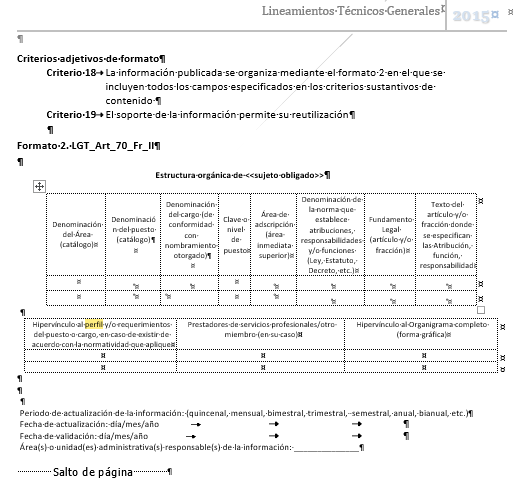 Lineamientos Técnicos Generales 2015
Criterios adjetivos de formato
Criterio 18 La información publicada se organiza mediante el formato 2 en el que se
incluyen todos los campos especificados en los criterios sustantivos de
contenido
Criterio 19 El soporte de la información permite su reutilización
Formato 2. LGT_Art_70_Fr_II
Estructura orgánica de <<sujeto obligado>>
Denominación
del Área
(catálogo)
Denominació
n del puesto
(catálogo)
Denominación
del cargo (de
conformidad
con
nombramiento
otorgado)
Clave o
nivel
de
puesto
Área de
adscripción
(área
inmediata
superior)
Denominación de
la norma que
establece
atribuciones,
responsabilidades
y/o funciones
(Ley, Estatuto,
Decreto, etc.)
Fundamento
Legal
(artículo y/o
fracción)
Texto del
artículo y/o
fracción donde
se especifican
las Atribución,
función,
responsabilidad
Hipervínculo al perfil y/o requerimientos
del puesto o cargo, en caso de existir de
acuerdo con la normatividad que aplique
Prestadores de servicios profesionales/otro
miembro (en su caso)
Hipervínculo al Organigrama completo
(forma gráfica)
Periodo de actualización de la información: (quincenal, mensual, bimestral, trimestral, semestral, anual, bianual, etc.)
Fecha de actualización: día/mes/año
Fecha de validación: día/mes/año
Área(s) o unidad(es) administrativa(s) responsable(s) de la información: _______________
Salto de página